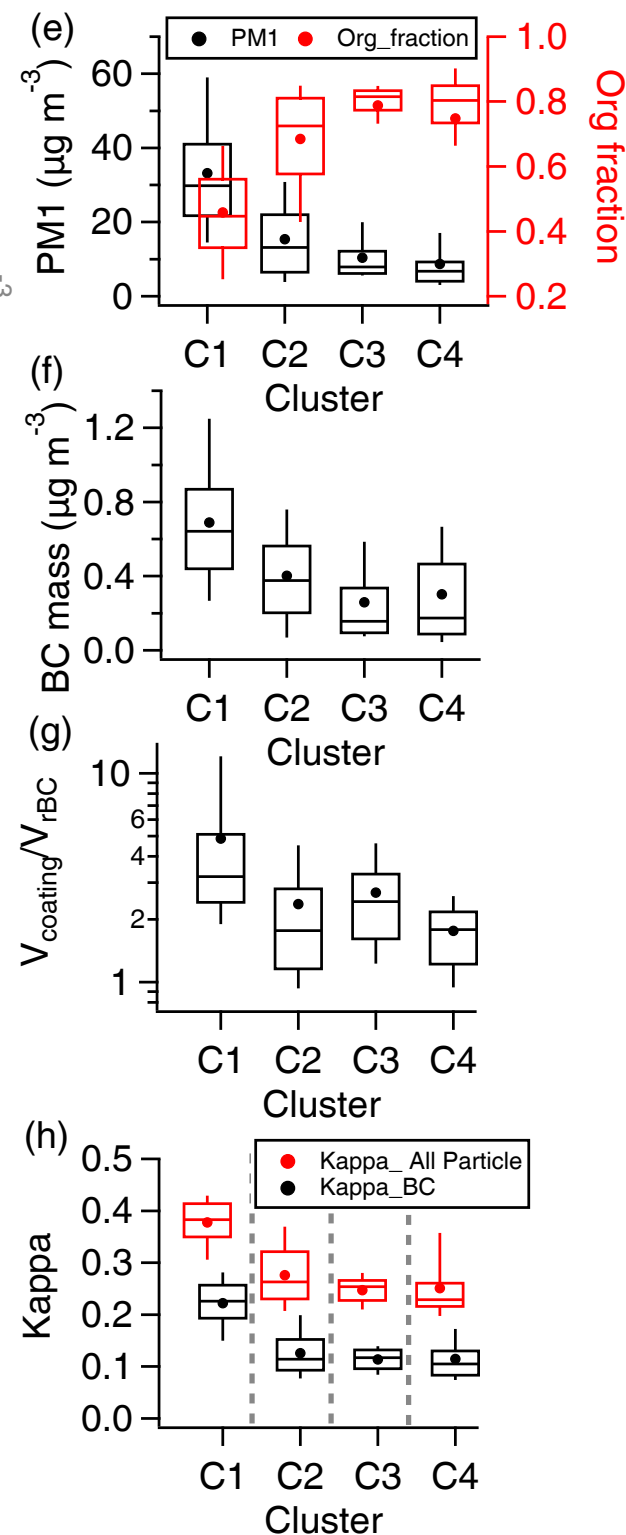 (e)
PM1
Org_fraction
PM1 (µg m⁻³)
60
40
20
0
1.0
0.8
0.6
0.4
0.2
Org fraction
C1 C2 C3 C4
Cluster
-3
(f)
BC mass (µg m⁻³)
1.2
0.8
0.4
0.0
C1 C2 C3 C4
Cluster
(g)
V_coating/V_rBC
10
6
4
2
1
C1 C2 C3 C4
Cluster
(h)
Kappa_ All Particle
Kappa_BC
Kappa
0.5
0.4
0.3
0.2
0.1
0.0
C1 C2 C3 C4
Cluster